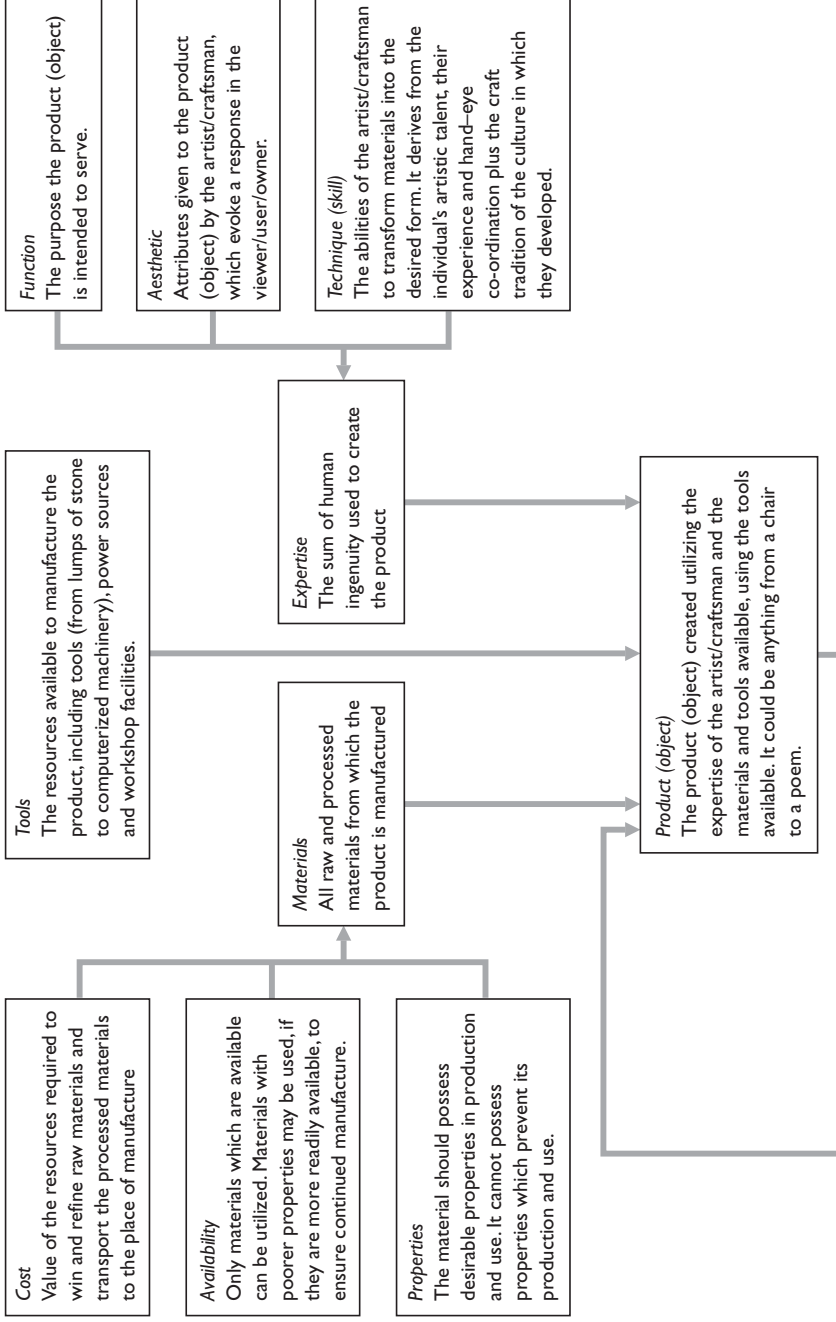 Cost
Value of the resources required to
win and refine raw materials and
transport the processed materials
to the place of manufacture
Availability
Only materials which are available
can be utilized. Materials with
poorer properties may be used, if
they are more readily available, to
ensure continued manufacture.
Properties
The material should possess
desirable properties in production
and use. It cannot possess
properties which prevent its
production and use.
Tools
The resources available to manufacture the
product, including tools (from lumps of stone
to computerized machinery), power sources
and workshop facilities.
Materials
All raw and processed
materials from which the
product is manufactured
Expertise
The sum of human
ingenuity used to create
the product
Function
The purpose the product (object)
is intended to serve.
Aesthetic
Attributes given to the product
(object) by the artist/craftsman,
which evoke a response in the
viewer/user/owner.
Technique (skill)
The abilities of the artist/craftsman
to transform materials into the
desired form. It derives from the
individual's artistic talent, their
experience and hand–eye
co-ordination plus the craft
tradition of the culture in which
they developed.
Product (object)
The product (object) created utilizing the
expertise of the artist/craftsman and the
materials and tools available, using the tools
available. It could be anything from a chair
to a poem.